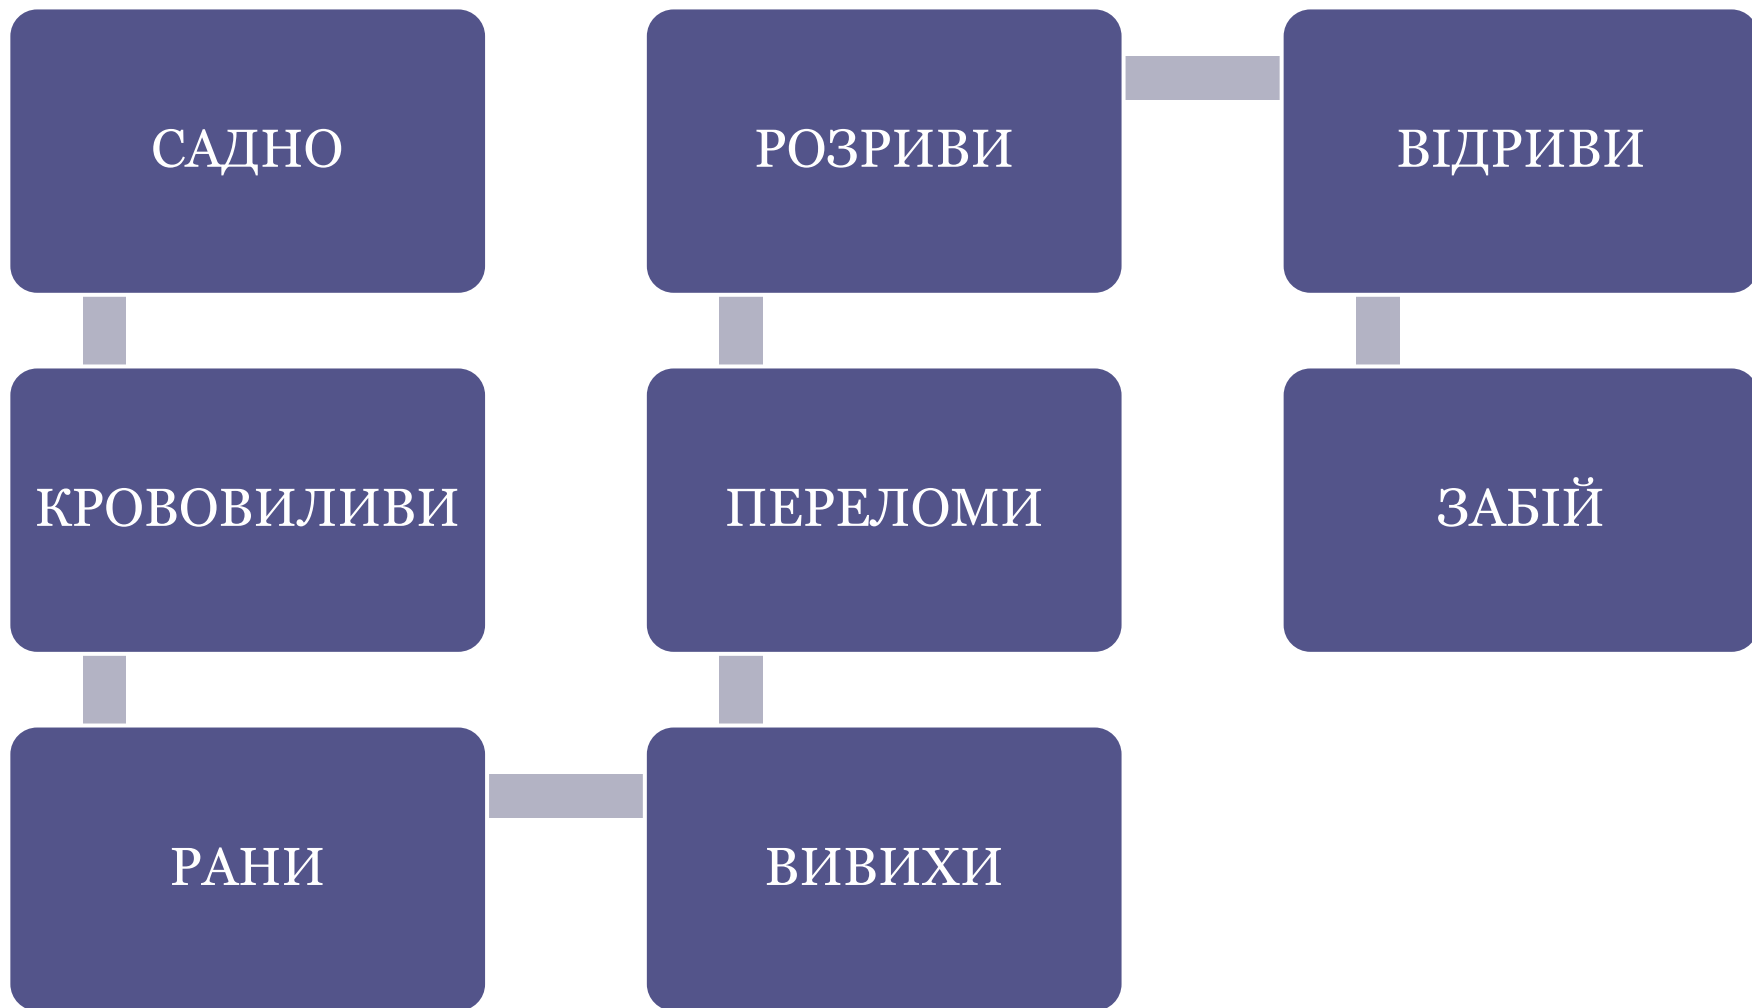 САДНО
КРОВОВИЛИВИ
РАНИ
ВИВИХИ
ПЕРЕЛОМИ
РОЗРИВИ
ВІДРИВИ
ЗАБІЙ